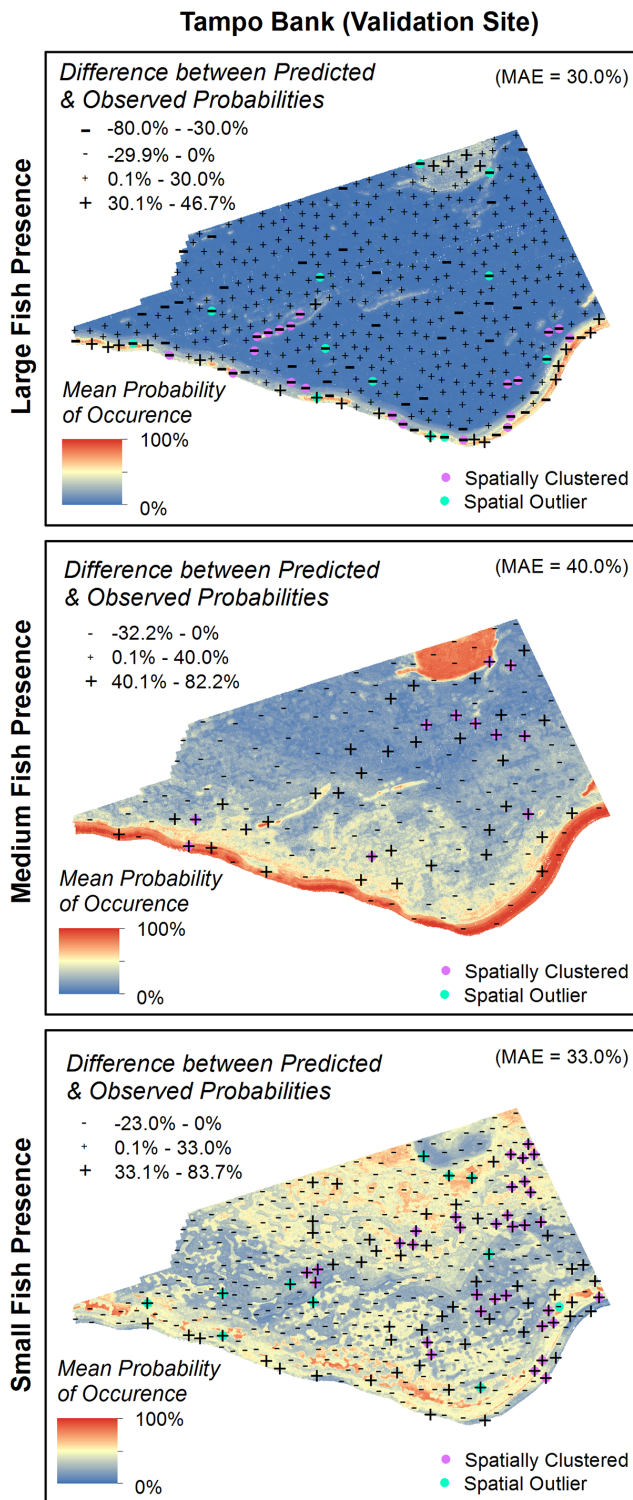 Tampo Bank (Validation Site)
Large Fish Presence
Difference between Predicted
& Observed Probabilities
(MAE = 30.0%)
-80.0% - -30.0%
-29.9% - 0%
0.1% - 30.0%
30.1% - 46.7%
Mean Probability
of Occurence
100%
0%
Spatially Clustered
Spatial Outlier
Medium Fish Presence
Difference between Predicted
& Observed Probabilities
(MAE = 40.0%)
-32.2% - 0%
0.1% - 40.0%
40.1% - 82.2%
Mean Probability
of Occurence
100%
0%
Spatially Clustered
Spatial Outlier
Small Fish Presence
Difference between Predicted
& Observed Probabilities
(MAE = 33.0%)
-23.0% - 0%
0.1% - 33.0%
33.1% - 83.7%
Mean Probability
of Occurence
100%
0%
Spatially Clustered
Spatial Outlier